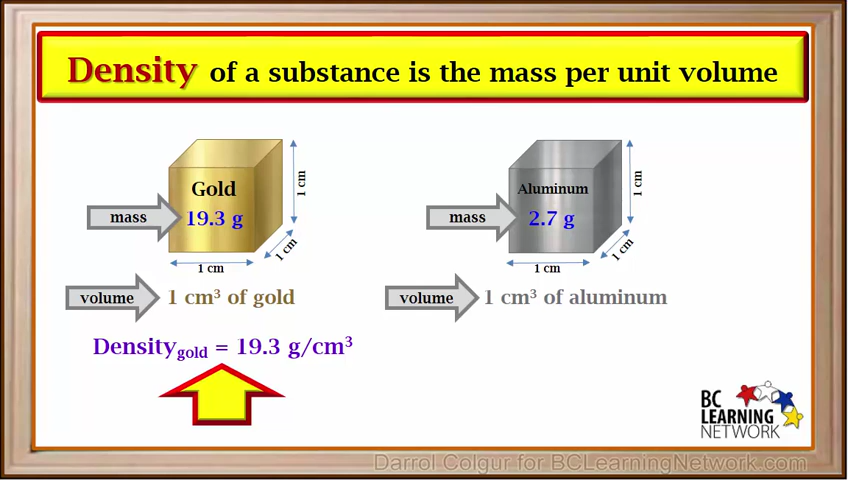 Density of a substance is the mass per unit volume
Gold
Aluminum
mass
19.3 g
1 cm
mass
2.7 g
1 cm
1 cm
1 cm
1 cm
1 cm
volume
1 cm³ of gold
volume
1 cm³ of aluminum
Density gold = 19.3 g/cm³
BC
LEARNING
NETWORK
Darrol Colgur for BCLearningNetwork.com